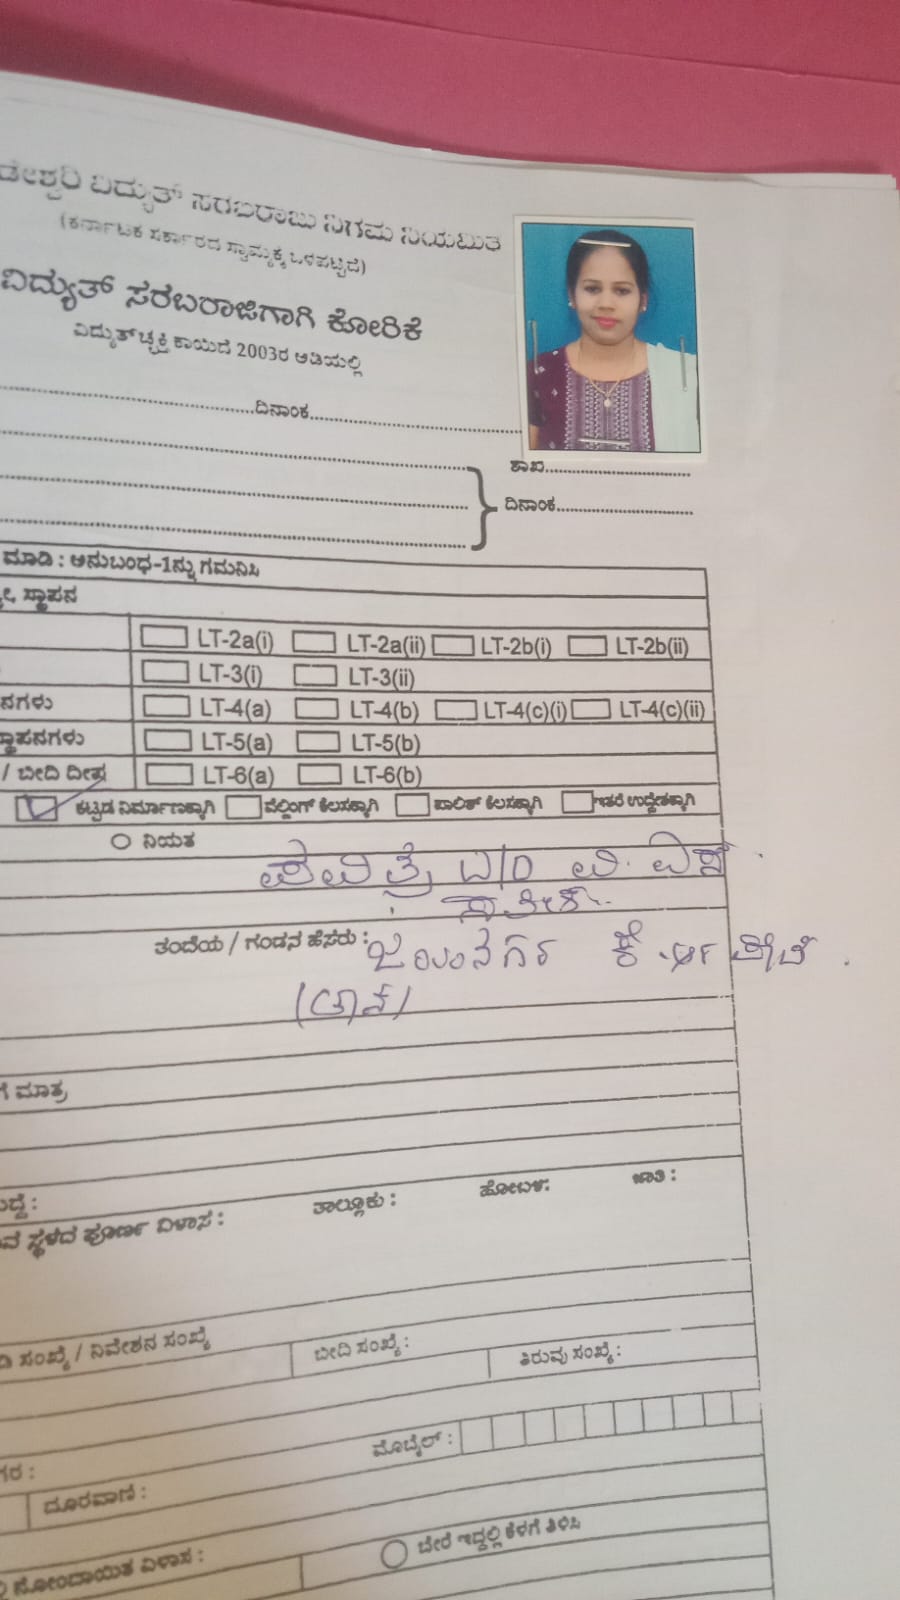 ವಿದ್ಯುತ್ ಸರಬರಾಜು ನಿಗಮ ನಿಯಮಿತ
(ಕರ್ನಾಟಕ ಸರ್ಕಾರದ ಸ್ವಾಮ್ಯಕ್ಕೆ ಒಳಪಟ್ಟಿದೆ)
ವಿದ್ಯುತ್ ಸರಬರಾಜಿಗಾಗಿ ಕೋರಿಕೆ
ವಿದ್ಯುತ್‌ಚ್ಛಕ್ತಿ ಕಾಯಿದೆ 2003ರ ಅಡಿಯಲ್ಲಿ
ದಿನಾಂಕ
ಶಾಖೆ
ದಿನಾಂಕ
ಮಾಡಿ : ಅನುಬಂಧ-1ನ್ನು ಗಮನಿಸಿ
ಸ್ಥಾಪನ
LT-2a(i) LT-2a(ii) LT-2b(i) LT-2b(ii)
LT-3(i) LT-3(ii)
LT-4(a) LT-4(b) LT-4(c)(i) LT-4(c)(ii)
LT-5(a) LT-5(b)
/ ಬೀದಿ ದೀಪ LT-6(a) LT-6(b)
ಕಟ್ಟಡ ನಿರ್ಮಾಣಕ್ಕಾಗಿ ವೆಲ್ಡಿಂಗ್ ಕೆಲಸಕ್ಕಾಗಿ ಪಾಲಿಶ್ ಕೆಲಸಕ್ಕಾಗಿ ಇತರೆ ಉದ್ದೇಶಕ್ಕಾಗಿ
ನಿಯತ
ತಂದೆಯ / ಗಂಡನ ಹೆಸರು :
ಮಾತ್ರ
ತಾಲ್ಲೂಕು : ಹೋಬಳಿ: ಜಾತಿ :
ಸ್ಥಳದ ಪೂರ್ಣ ವಿಳಾಸ :
ಸಂಖ್ಯೆ / ನಿವೇಶನ ಸಂಖ್ಯೆ ಬೀದಿ ಸಂಖ್ಯೆ : ತಿರುವು ಸಂಖ್ಯೆ :
ಮೊಬೈಲ್ :
ದೂರವಾಣಿ :
ನೋಂದಾಯಿತ ವಿಳಾಸ : ಬೇರೆ ಇದ್ದಲ್ಲಿ ಕೆಳಗೆ ತಿಳಿಸಿ